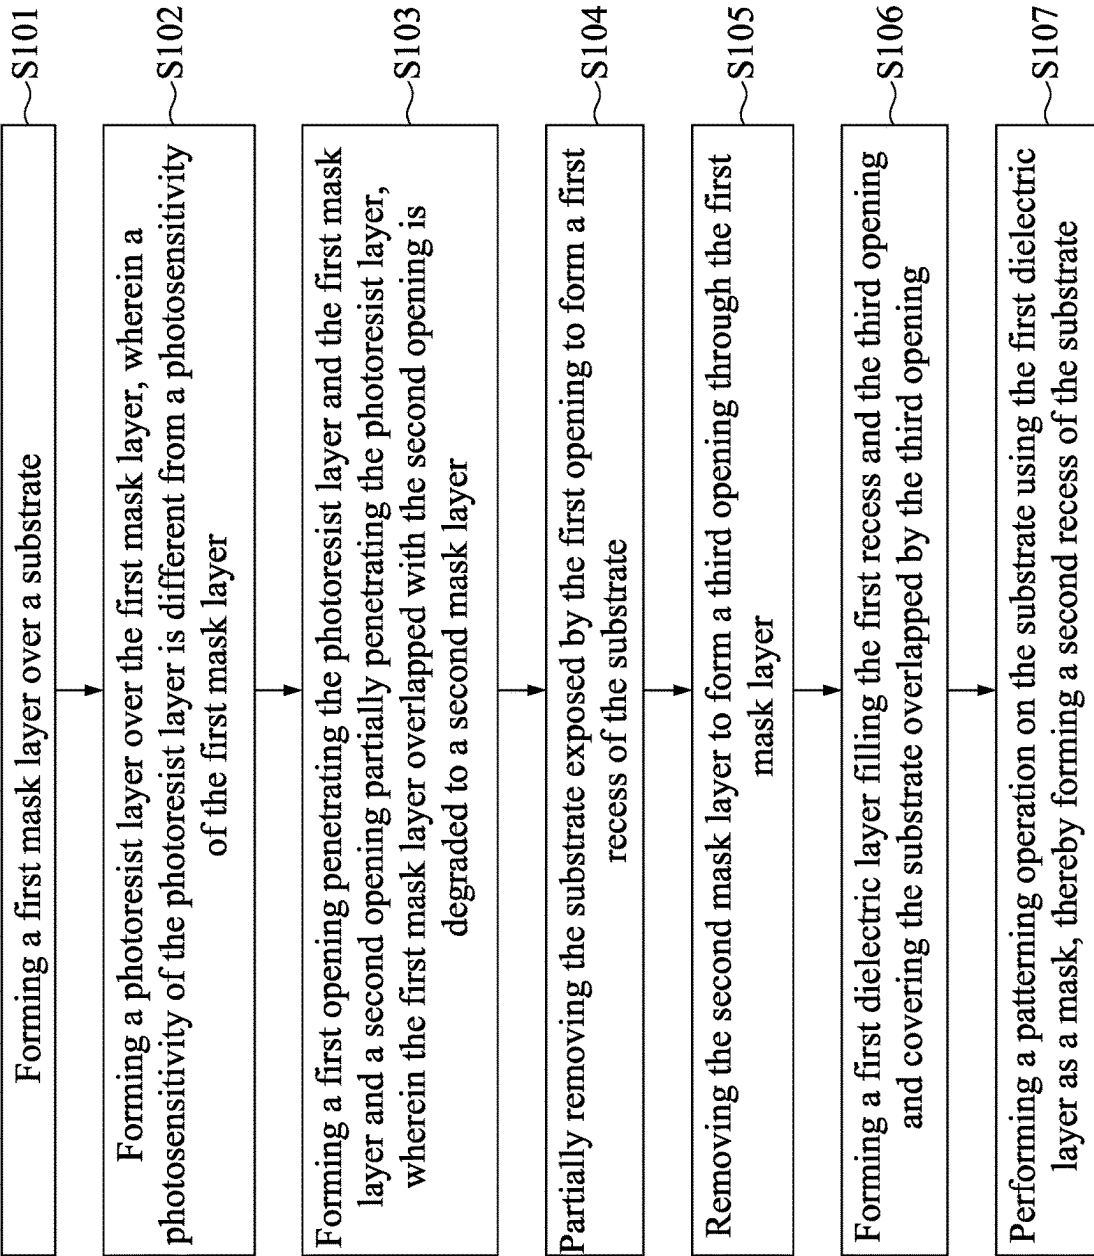 Forming a first mask layer over a substrate
S101
Forming a photoresist layer over the first mask layer, wherein a
photosensitivity of the photoresist layer is different from a photosensitivity
of the first mask layer
S102
Forming a first opening penetrating the photoresist layer and the first mask
layer and a second opening partially penetrating the photoresist layer,
wherein the first mask layer overlapped with the second opening is
degraded to a second mask layer
S103
Partially removing the substrate exposed by the first opening to form a first
recess of the substrate
S104
Removing the second mask layer to form a third opening through the first
mask layer
S105
Forming a first dielectric layer filling the first recess and the third opening
and covering the substrate overlapped by the third opening
S106
Performing a patterning operation on the substrate using the first dielectric
layer as a mask, thereby forming a second recess of the substrate
S107